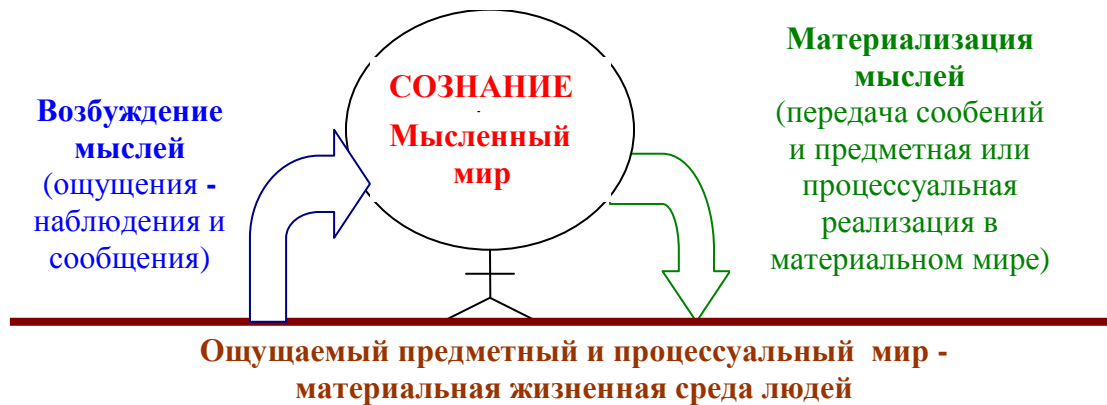 Возбуждение
мыслей
(ощущения -
наблюдения и
сообщения)
СОЗНАНИЕ
Мысленный
мир
Материализация
мыслей
(передача сообений
и предметная или
процессуальная
реализация в
материальном мире)
Ощущаемый предметный и процессуальный мир -
материальная жизненная среда людей